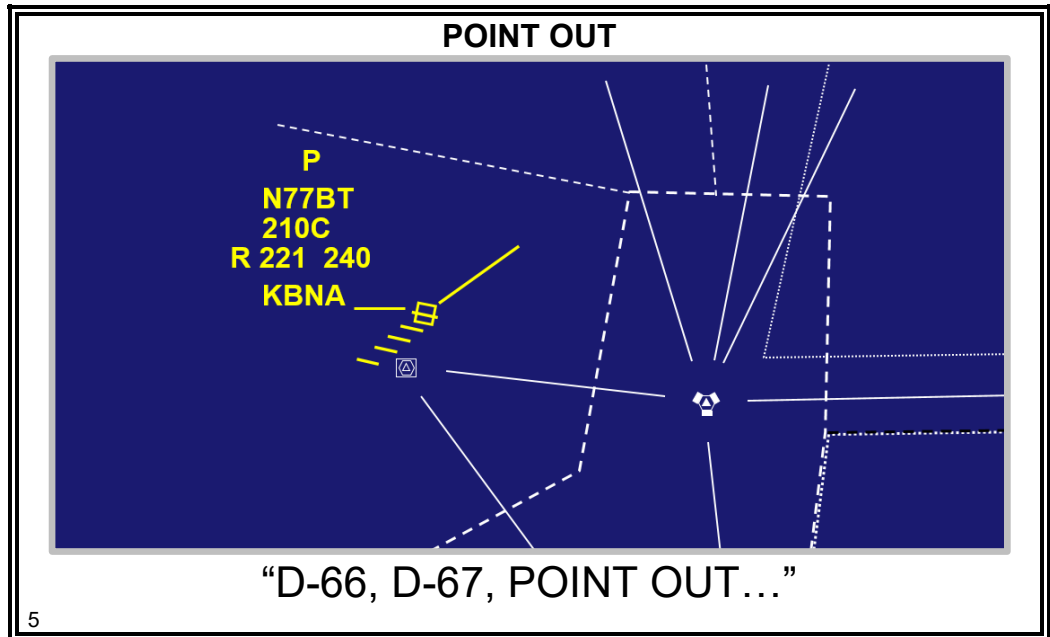 POINT OUT
P
N77BT
210C
R 221 240
KBNA
“D-66, D-67, POINT OUT…”
5